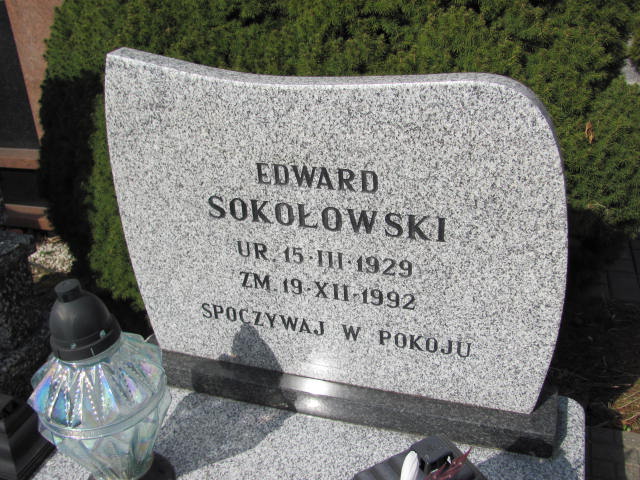 EDWARD
SOKOŁOWSKI
UR. 15·III·1929
ZM. 19·XII·1992
SPOCZYWAJ W POKOJU